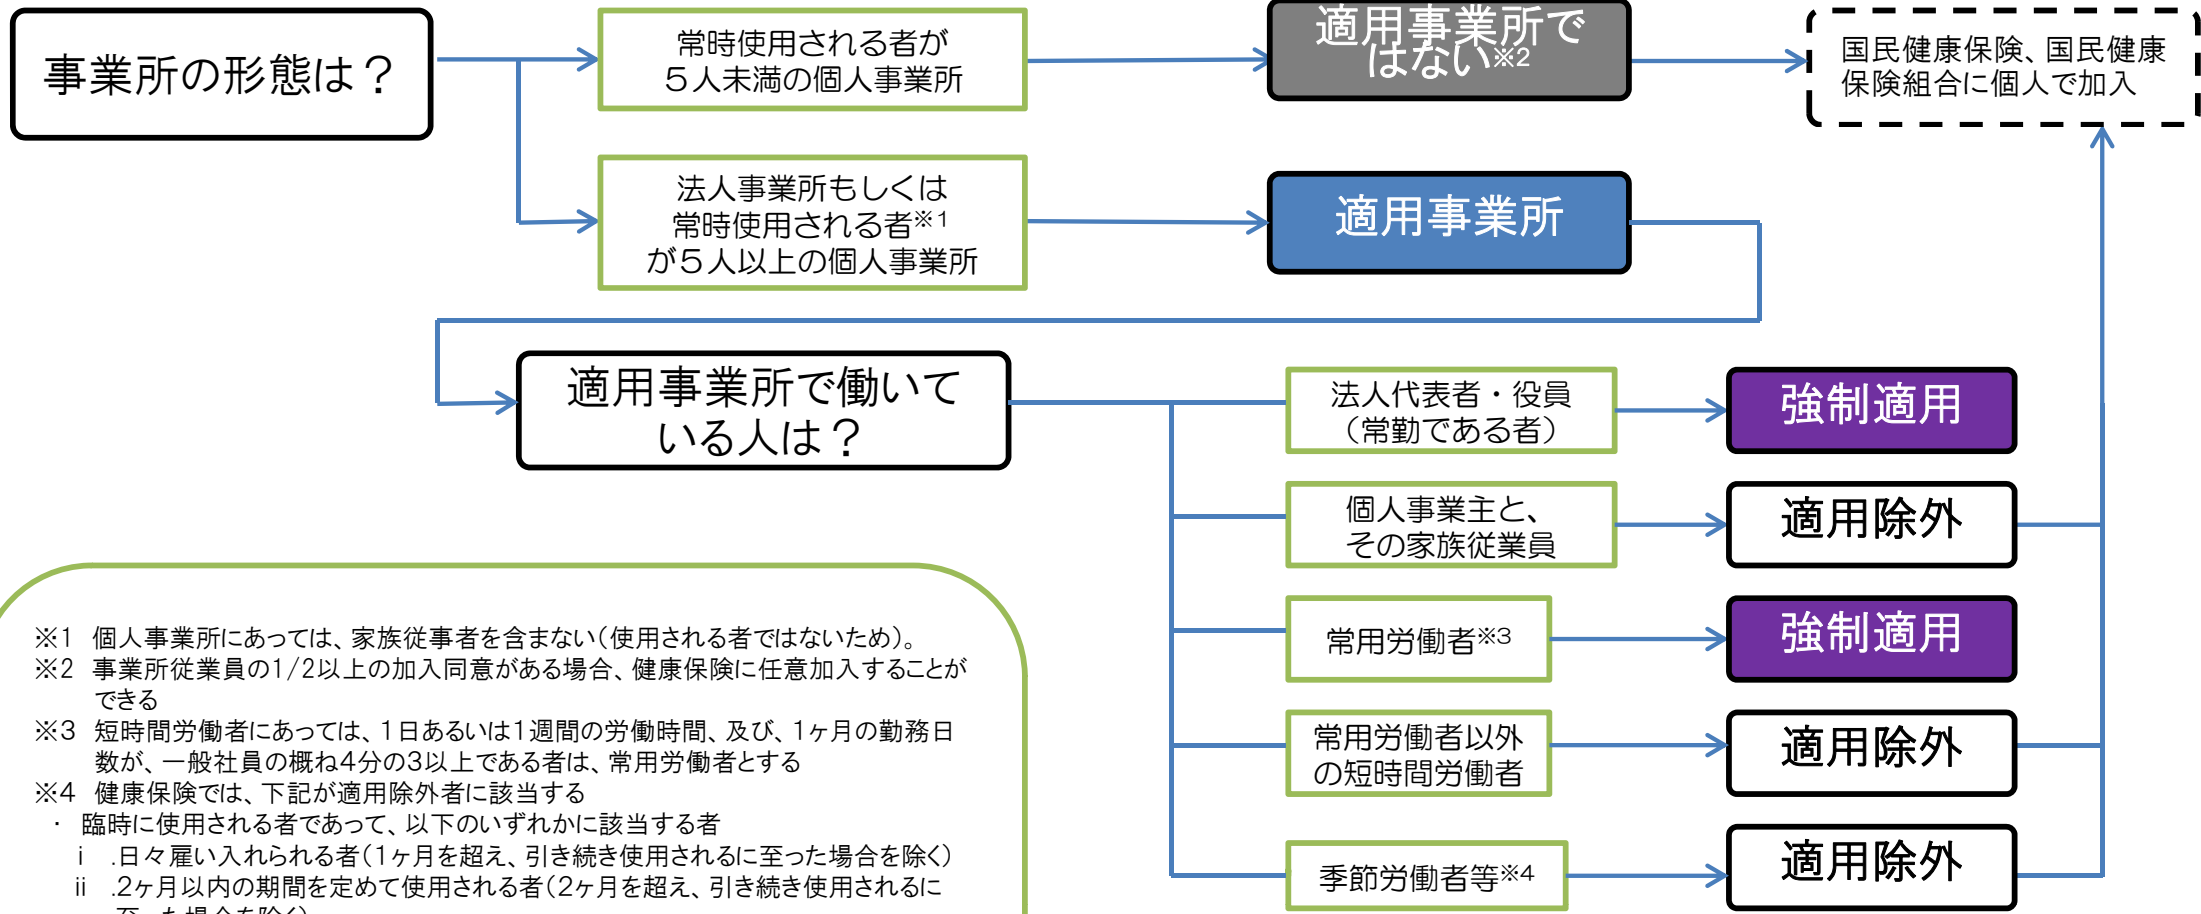 事業所の形態は？
常時使用される者が
５人未満の個人事業所
適用事業所で
はない※2
国民健康保険、国民健康
保険組合に個人で加入
法人事業所もしくは
常時使用される者※1
が５人以上の個人事業所
適用事業所
適用事業所で働いて
いる人は？
法人代表者・役員
（常勤である者）
強制適用
個人事業主と、
その家族従業員
適用除外
常用労働者※3
強制適用
常用労働者以外
の短時間労働者
適用除外
季節労働者等※4
適用除外
※1　個人事業所にあっては、家族従事者を含まない（使用される者ではないため）。
※2　事業所従業員の1/2以上の加入同意がある場合、健康保険に任意加入することが
できる
※3　短時間労働者にあっては、1日あるいは1週間の労働時間、及び、1ヶ月の勤務日
数が、一般社員の概ね4分の3以上である者は、常用労働者とする
※4　健康保険では、下記が適用除外者に該当する
・　臨時に使用される者であって、以下のいずれかに該当する者
ⅰ　.日々雇い入れられる者（1ヶ月を超え、引き続き使用されるに至った場合を除く）
ⅱ　.2ヶ月以内の期間を定めて使用される者（2ヶ月を超え、引き続き使用されるに
至った場合を除く）